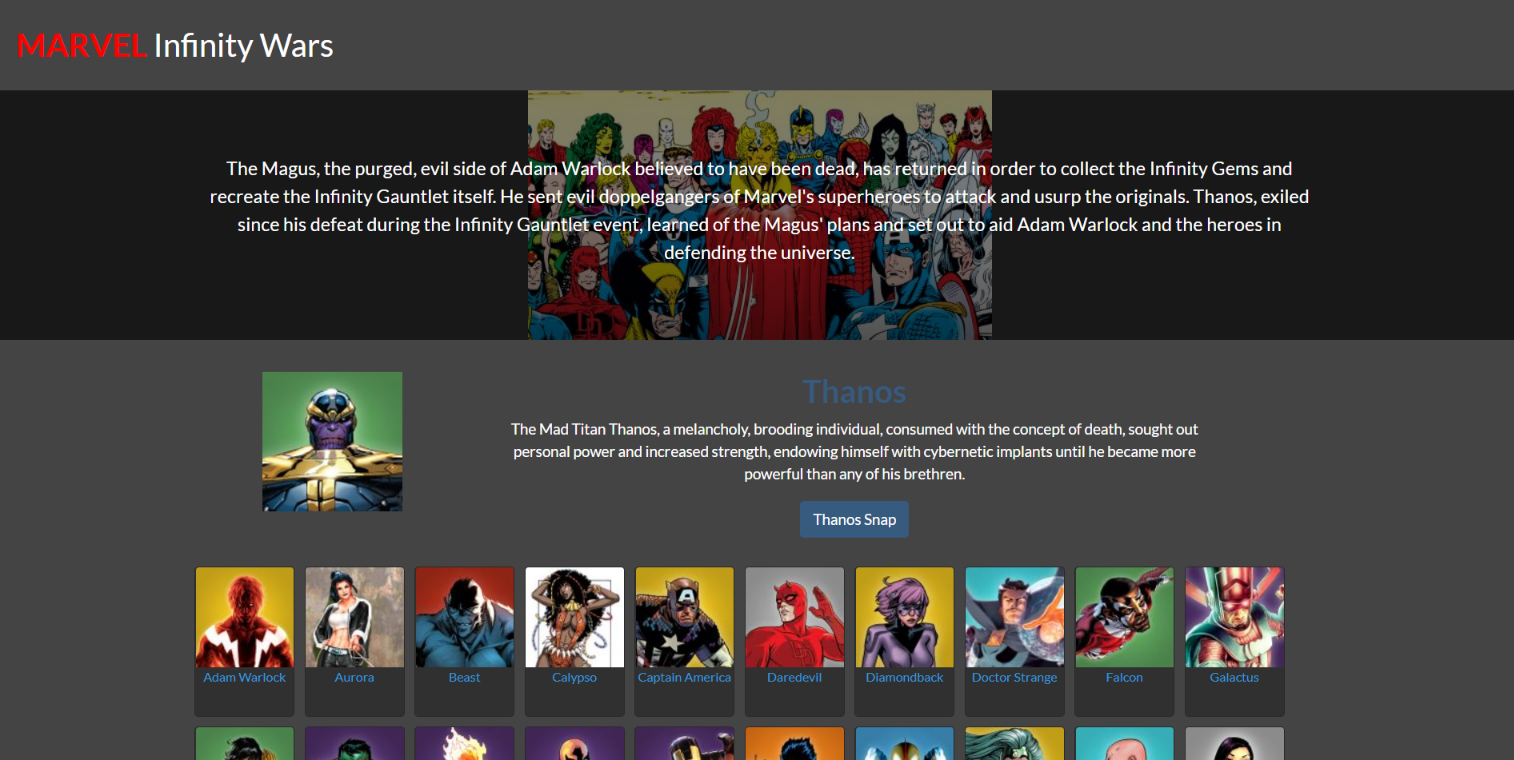 MARVEL Infinity Wars
The Magus, the purged, evil side of Adam Warlock believed to have been dead, has returned in order to collect the Infinity Gems and
recreate the Infinity Gauntlet itself. He sent evil doppelgangers of Marvel's superheroes to attack and usurp the originals. Thanos, exiled
since his defeat during the Infinity Gauntlet event, learned of the Magus' plans and set out to aid Adam Warlock and the heroes in
defending the universe.
Thanos
The Mad Titan Thanos, a melancholy, brooding individual, consumed with the concept of death, sought out
personal power and increased strength, endowing himself with cybernetic implants until he became more
powerful than any of his brethren.
Thanos Snap
Adam Warlock Aurora Beast Calypso Captain America Daredevil Diamondback Doctor Strange Falcon Galactus